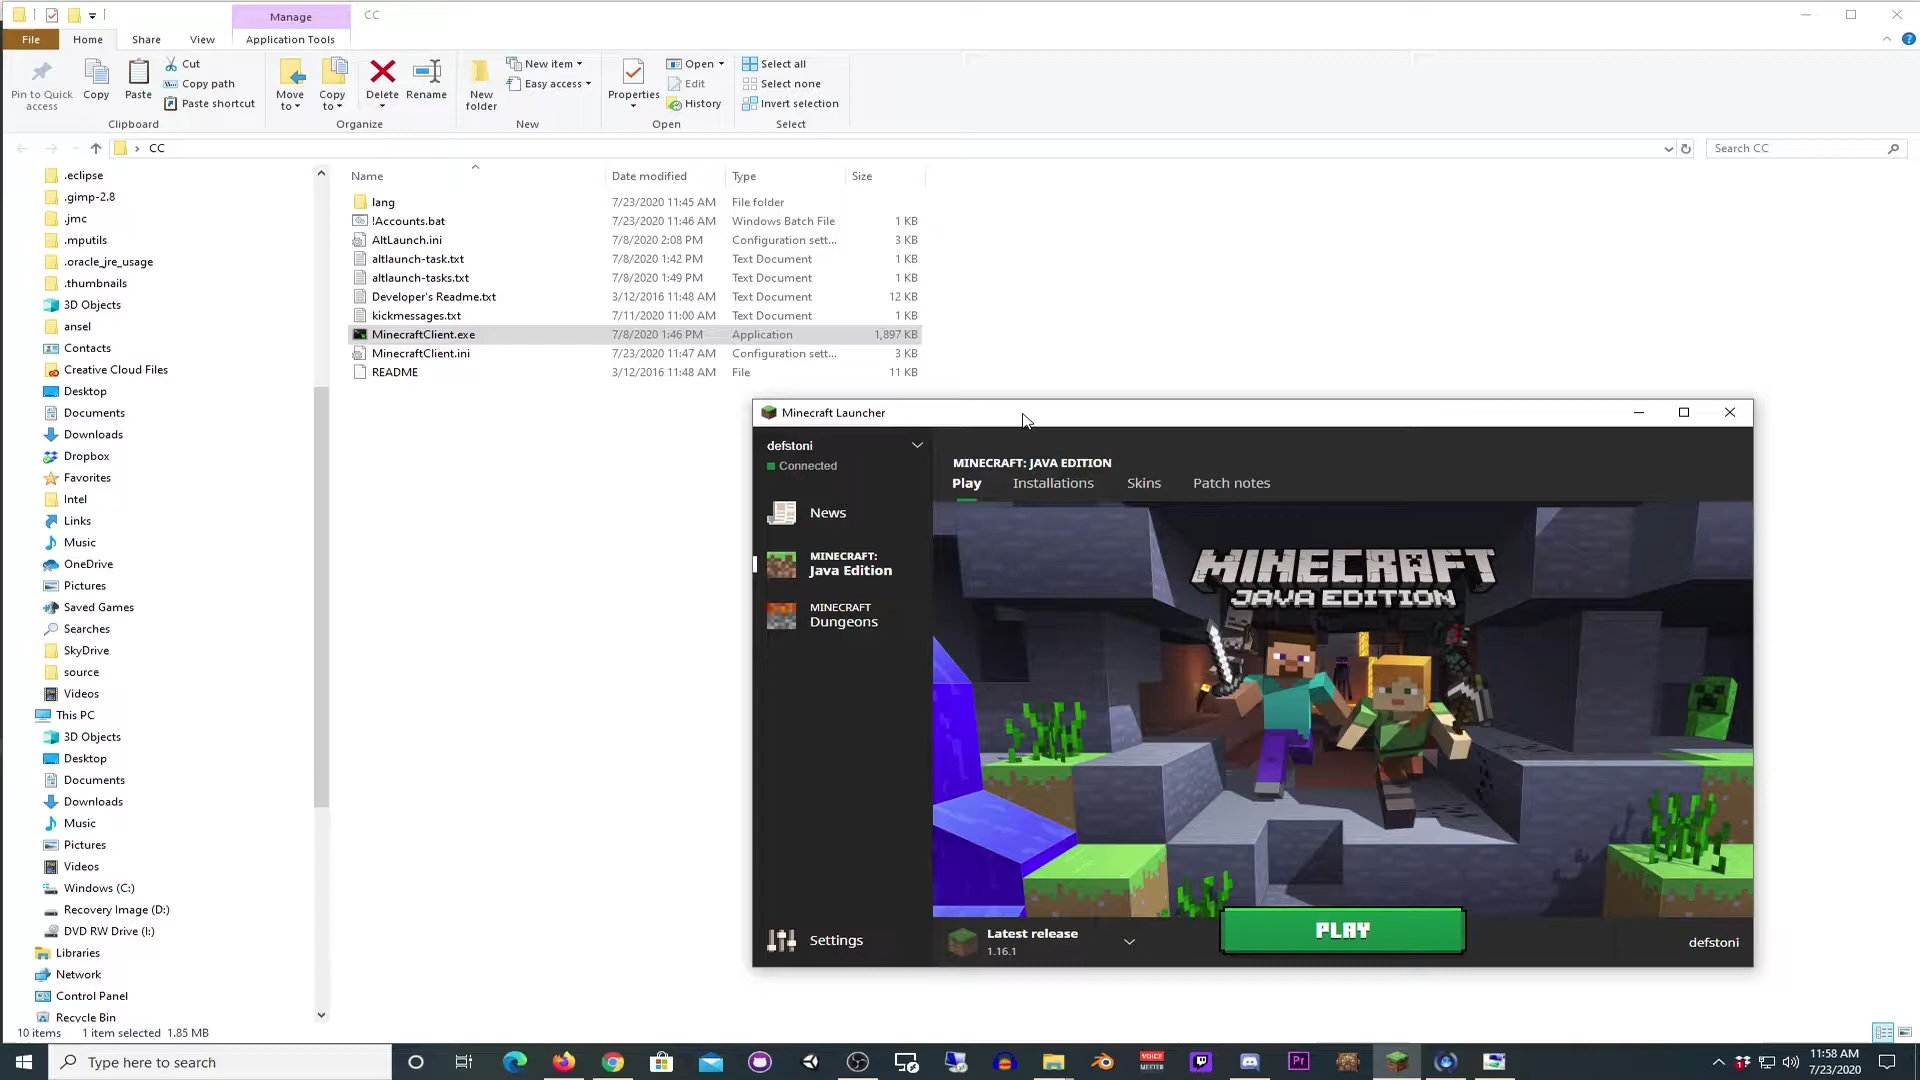 Manage
CC
File
Home
Share
View
Application Tools
Pin to Quick
access
Copy
Paste
Cut
Copy path
Paste shortcut
Clipboard
Move
to
Copy
to
Delete
Rename
Organize
New
folder
New item
Easy access
New
Properties
Open
Edit
History
Open
Select all
Select none
Invert selection
Select
CC
Search CC
.eclipse
.gimp-2.8
.jmc
.mputils
.oracle_jre_usage
.thumbnails
3D Objects
ansel
Contacts
Creative Cloud Files
Desktop
Documents
Downloads
Dropbox
Favorites
Intel
Links
Music
OneDrive
Pictures
Saved Games
Searches
SkyDrive
source
Videos
This PC
3D Objects
Desktop
Documents
Downloads
Music
Pictures
Videos
Windows (C:)
Recovery Image (D:)
DVD RW Drive (I:)
Libraries
Network
Control Panel
Recycle Bin
Name Date modified Type Size
lang 7/23/2020 11:45 AM File folder
!Accounts.bat 7/23/2020 11:46 AM Windows Batch File 1 KB
AltLaunch.ini 7/8/2020 2:08 PM Configuration sett... 3 KB
altlaunch-task.txt 7/8/2020 1:42 PM Text Document 1 KB
altlaunch-tasks.txt 7/8/2020 1:49 PM Text Document 1 KB
Developer's Readme.txt 3/12/2016 11:48 AM Text Document 12 KB
kickmessages.txt 7/11/2020 11:00 AM Text Document 1 KB
MinecraftClient.exe 7/8/2020 1:46 PM Application 1,897 KB
MinecraftClient.ini 7/23/2020 11:47 AM Configuration sett... 3 KB
README 3/12/2016 11:48 AM File 11 KB
Minecraft Launcher
defstoni
Connected
News
MINECRAFT:
Java Edition
MINECRAFT
Dungeons
Settings
MINECRAFT: JAVA EDITION
Play Installations Skins Patch notes
MINECRAFT
JAVA EDITION
Latest release
1.16.1
PLAY
defstoni
10 items 1 item selected 1.85 MB
Type here to search
VOICE
MEETER
Pr
11:58 AM
7/23/2020